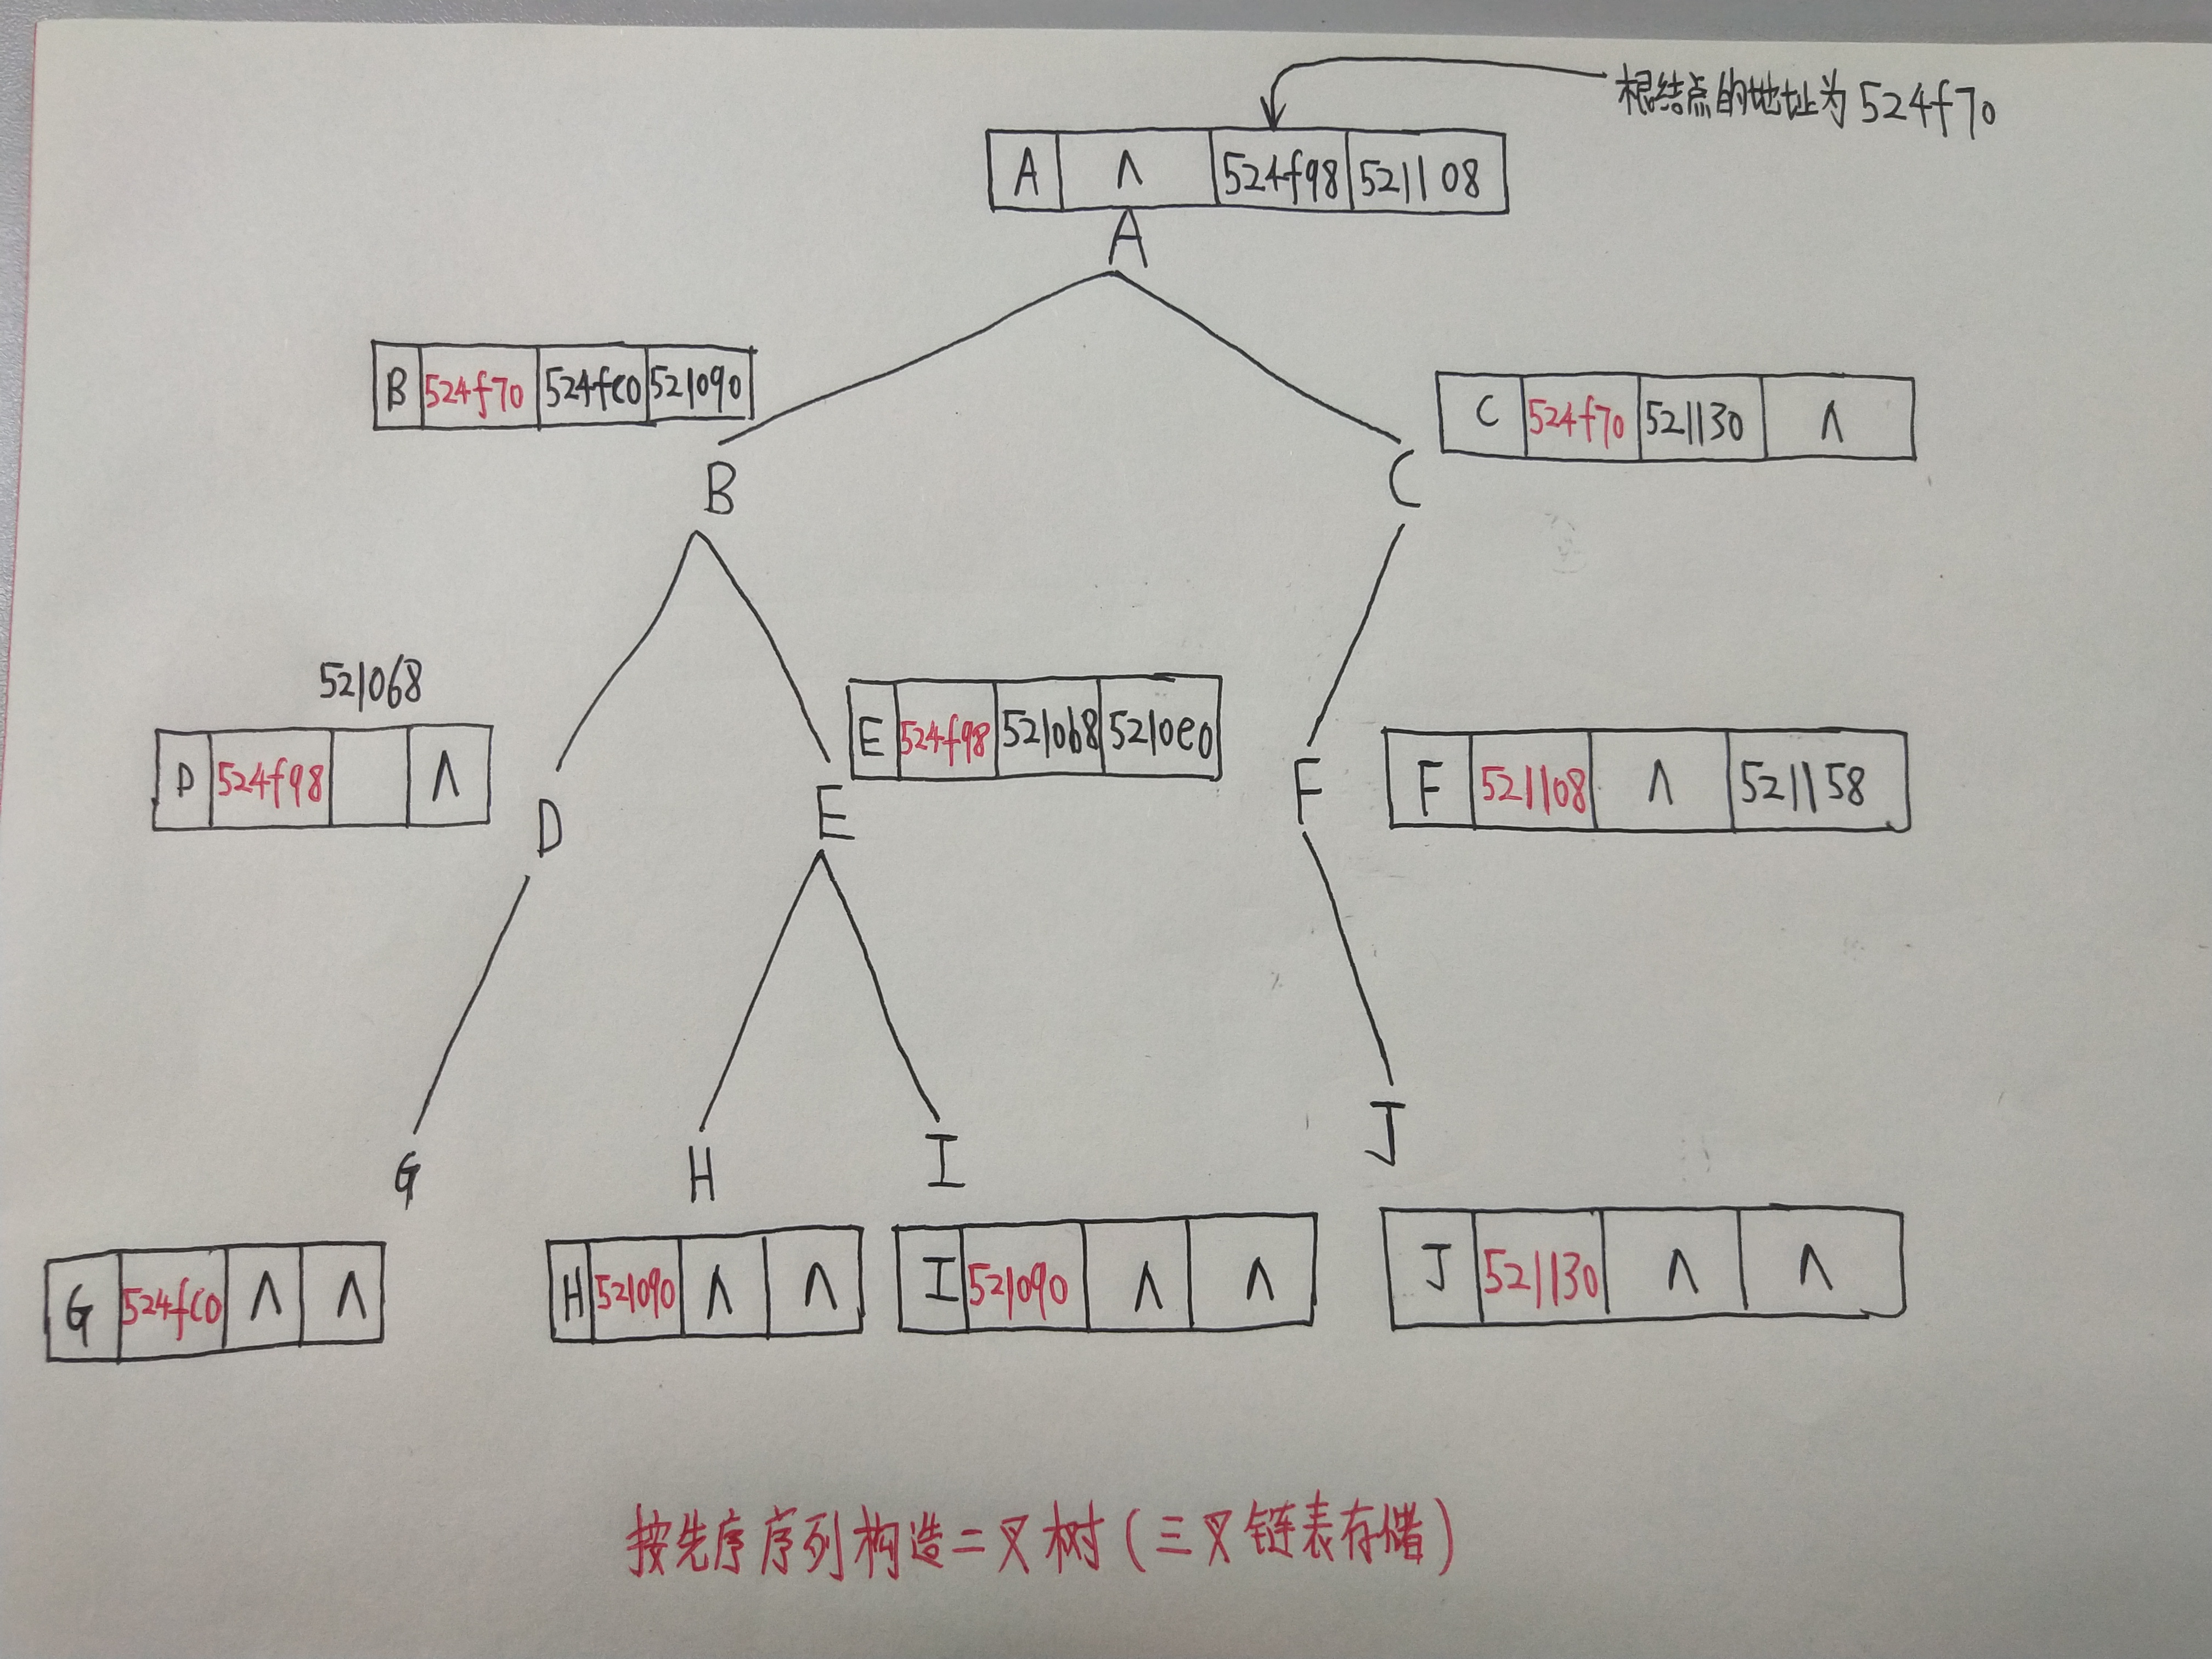 根结点的地址为 524f70
A Λ 524f98 521108
A
B 524f70 524fc0 521090
C 524f70 521130 Λ
B
C
521068
D 524f98 Λ
E 524f98 521068 5210e0
F 521108 Λ 521158
D
E
F
G
H
I
J
G 524fc0 Λ Λ
H 521090 Λ Λ
I 521090 Λ Λ
J 521130 Λ Λ
按先序序列构造二叉树(三叉链表存储)